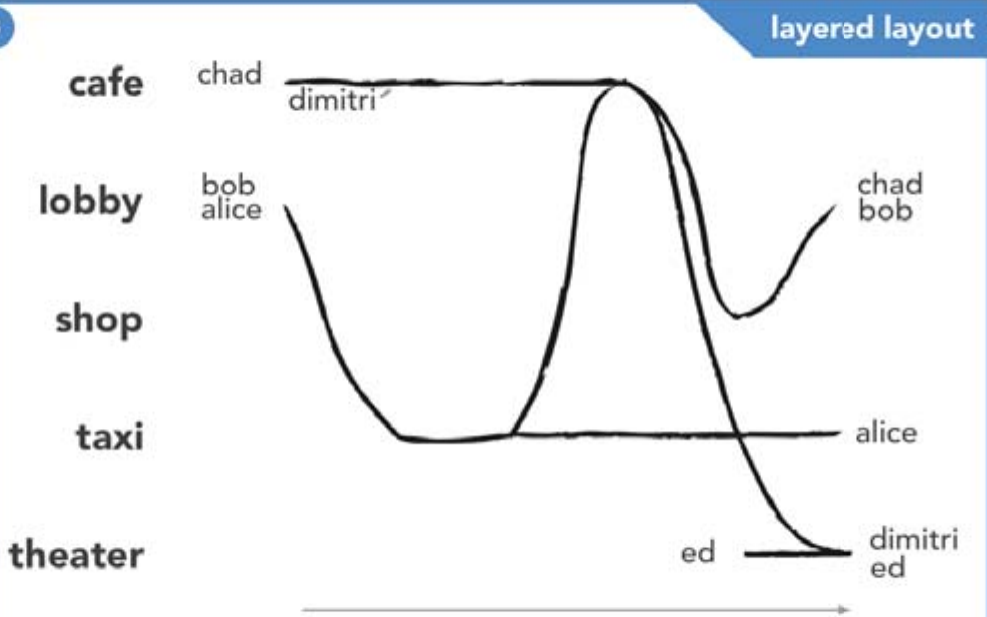 layered layout
cafe
chad
dimitri
lobby
bob
alice
chad
bob
shop
taxi
alice
theater
ed
dimitri
ed